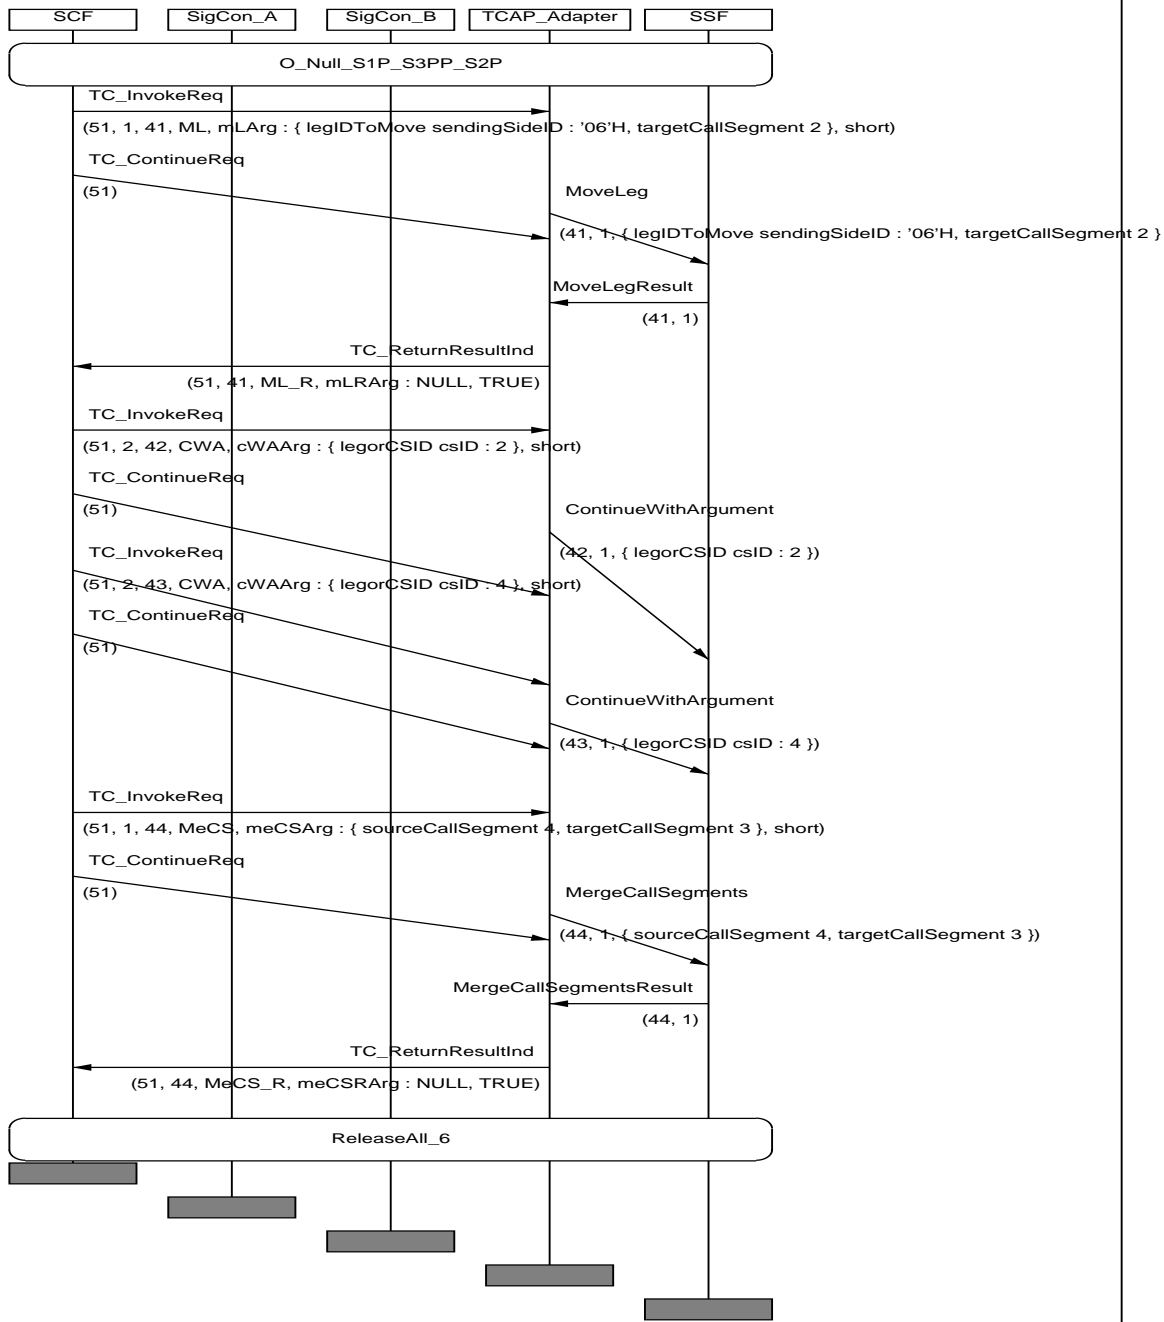 SCF SigCon_A SigCon_B TCAP_Adapter SSF
O_Null_S1P_S3PP_S2P
TC_InvokeReq
(51, 1, 41, ML, mLArg : { legIDToMove sendingSideID : '06'H, targetCallSegment 2 }, short)
TC_ContinueReq
(51)
MoveLeg
(41, 1, { legIDToMove sendingSideID : '06'H, targetCallSegment 2 }
MoveLegResult
(41, 1)
TC_ReturnResultInd
(51, 41, ML_R, mLRArg : NULL, TRUE)
TC_InvokeReq
(51, 2, 42, CWA, cWAArg : { legorCSID csID : 2 }, short)
TC_ContinueReq
(51)
ContinueWithArgument
(42, 1, { legorCSID csID : 2 })
TC_InvokeReq
(51, 2, 43, CWA, cWAArg : { legorCSID csID : 4 }, short)
TC_ContinueReq
(51)
ContinueWithArgument
(43, 1, { legorCSID csID : 4 })
TC_InvokeReq
(51, 1, 44, MeCS, meCSArg : { sourceCallSegment 4, targetCallSegment 3 }, short)
TC_ContinueReq
(51)
MergeCallSegments
(44, 1, { sourceCallSegment 4, targetCallSegment 3 })
MergeCallSegmentsResult
(44, 1)
TC_ReturnResultInd
(51, 44, MeCS_R, meCSRArg : NULL, TRUE)
ReleaseAll_6